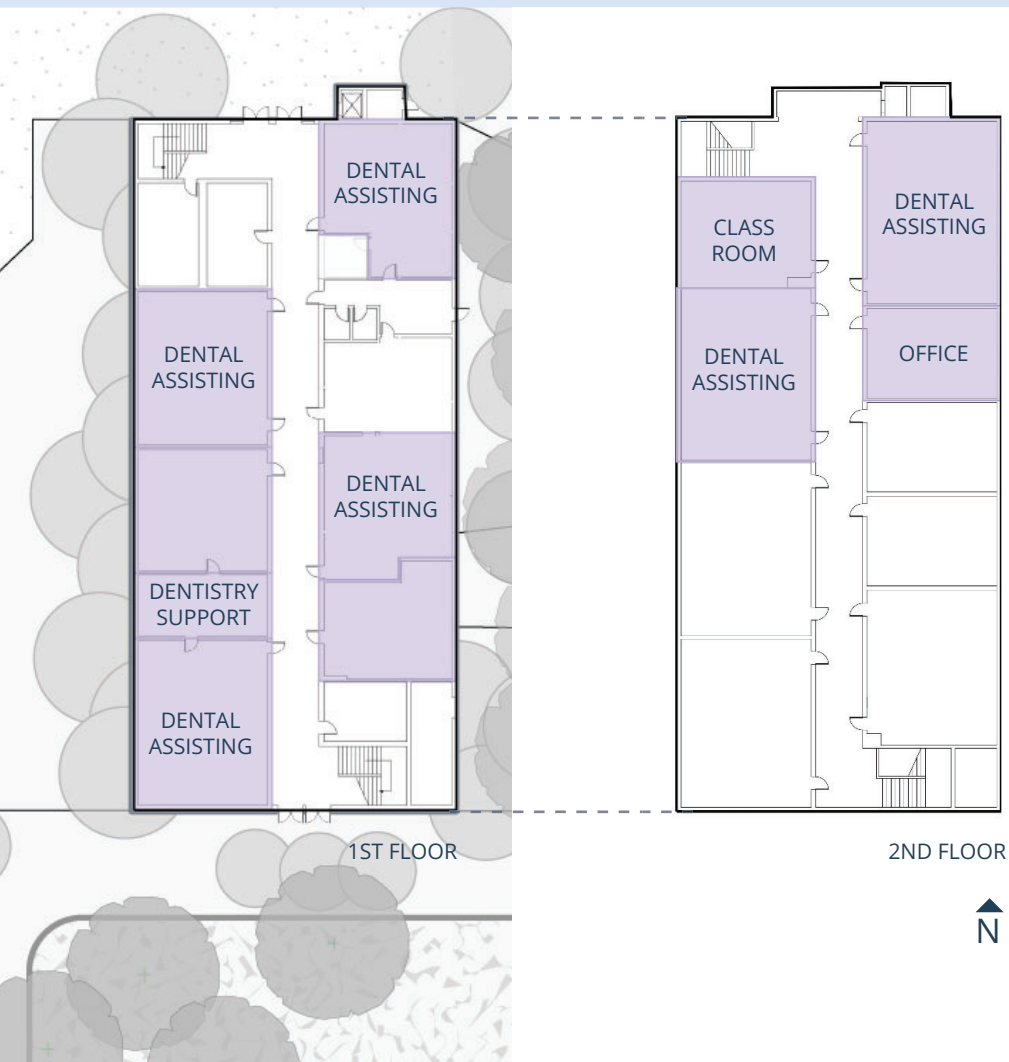 DENTAL
ASSISTING
DENTAL
ASSISTING
DENTAL
ASSISTING
DENTISTRY
SUPPORT
DENTAL
ASSISTING
1ST FLOOR
DENTAL
ASSISTING
CLASS
ROOM
OFFICE
DENTAL
ASSISTING
2ND FLOOR
N